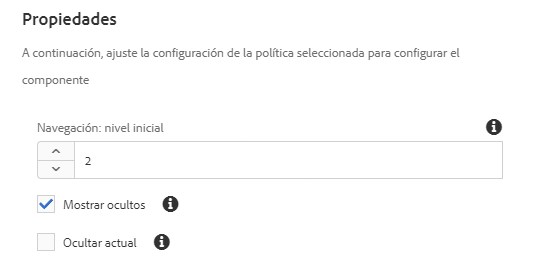 Propiedades
A continuación, ajuste la configuración de la política seleccionada para configurar el
componente
Navegación: nivel inicial
2
Mostrar ocultos
Ocultar actual